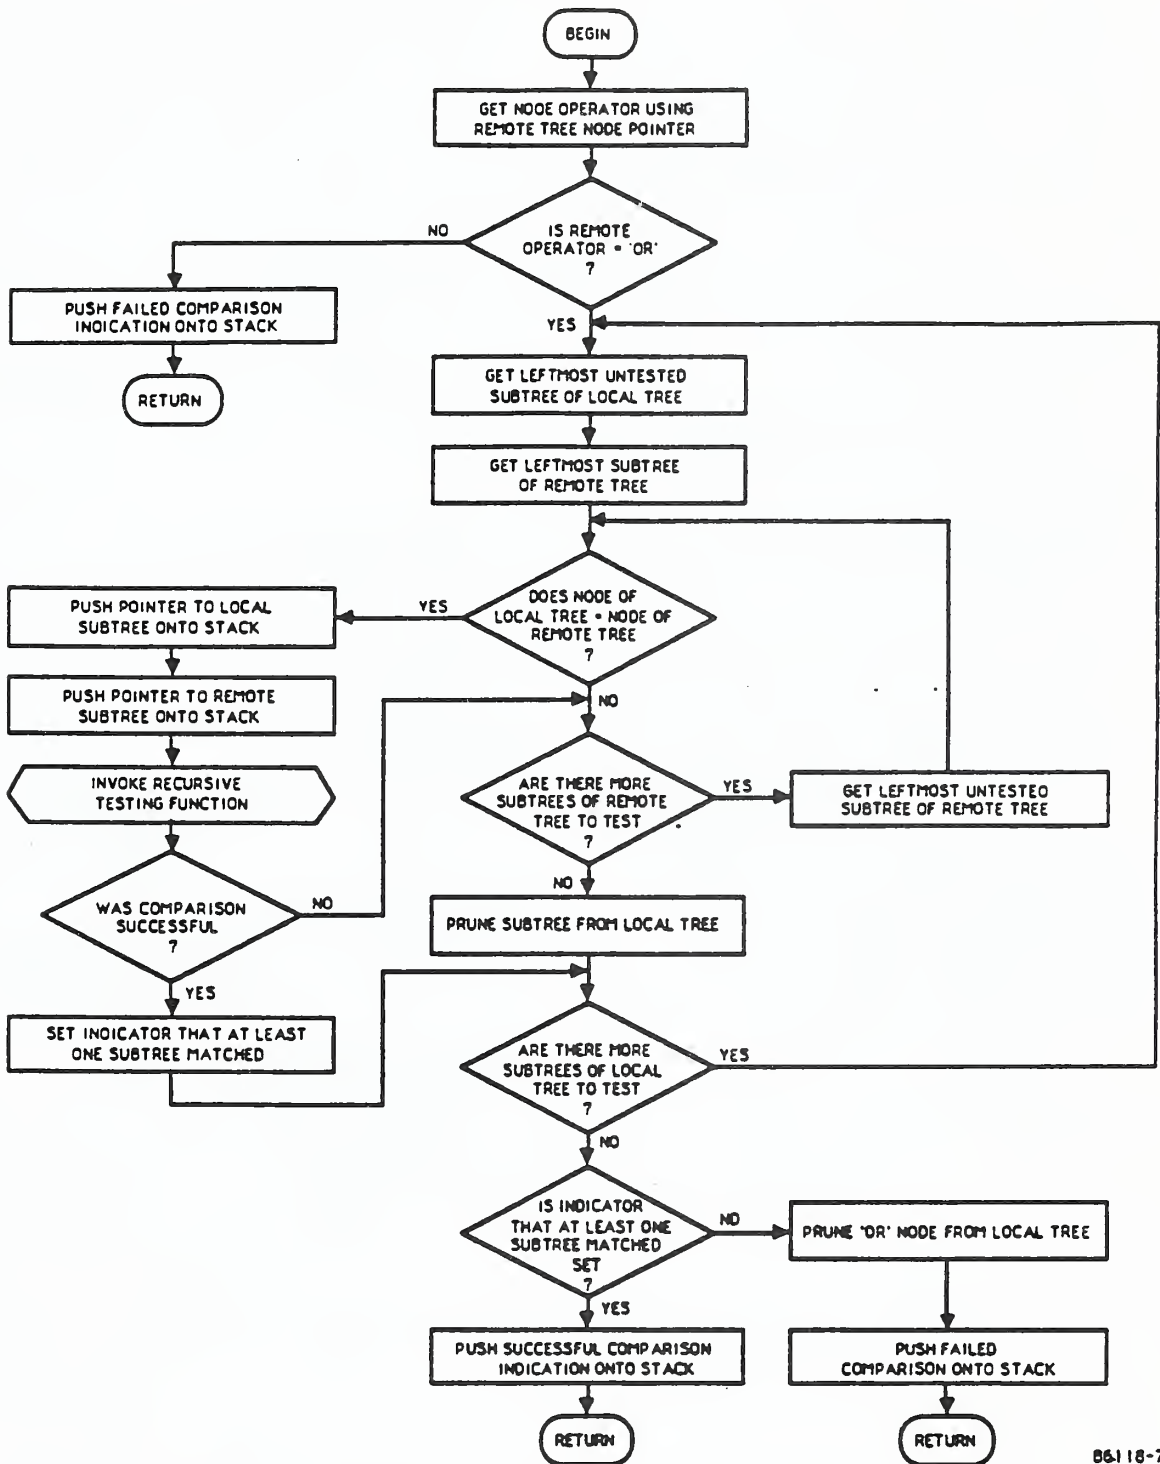 BEGIN
GET NODE OPERATOR USING
REMOTE TREE NODE POINTER
IS REMOTE
OPERATOR = 'OR'
?
NO
YES
PUSH FAILED COMPARISON
INDICATION ONTO STACK
RETURN
GET LEFTMOST UNTESTED
SUBTREE OF LOCAL TREE
GET LEFTMOST SUBTREE
OF REMOTE TREE
DOES NODE OF
LOCAL TREE = NODE OF
REMOTE TREE
?
YES
NO
PUSH POINTER TO LOCAL
SUBTREE ONTO STACK
PUSH POINTER TO REMOTE
SUBTREE ONTO STACK
INVOKE RECURSIVE
TESTING FUNCTION
WAS COMPARISON
SUCCESSFUL
?
NO
YES
SET INDICATOR THAT AT LEAST
ONE SUBTREE MATCHED
ARE THERE MORE
SUBTREES OF REMOTE
TREE TO TEST
?
YES
NO
GET LEFTMOST UNTESTED
SUBTREE OF REMOTE TREE
PRUNE SUBTREE FROM LOCAL TREE
ARE THERE MORE
SUBTREES OF LOCAL
TREE TO TEST
?
YES
NO
IS INDICATOR
THAT AT LEAST ONE
SUBTREE MATCHED
SET
?
NO
YES
PRUNE 'OR' NODE FROM LOCAL TREE
PUSH SUCCESSFUL COMPARISON
INDICATION ONTO STACK
PUSH FAILED
COMPARISON ONTO STACK
RETURN
RETURN
86118-7